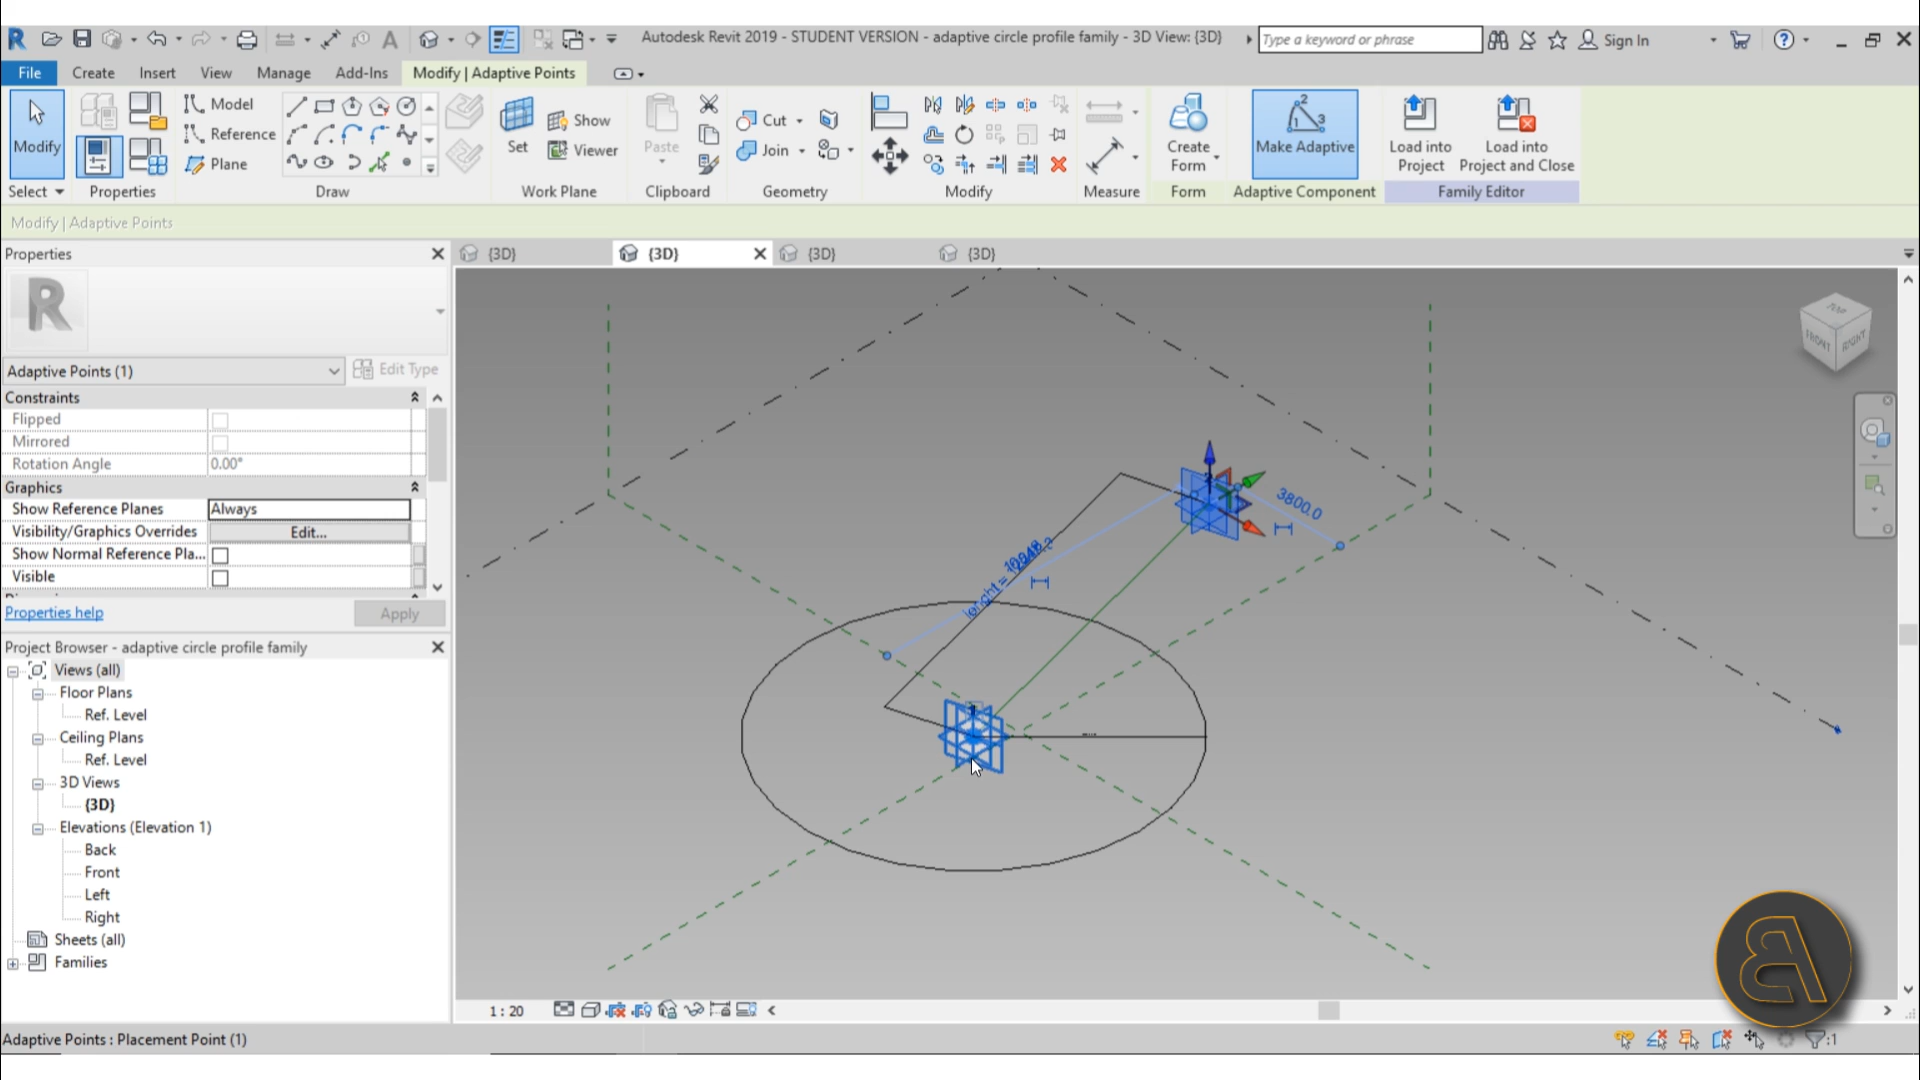 Autodesk Revit 2019 - STUDENT VERSION - adaptive circle profile family - 3D View: {3D}
Type a keyword or phrase
Sign In
File Create Insert View Manage Add-Ins Modify | Adaptive Points
Modify
Select
Properties
Model
Reference
Plane
Draw
Set
Show
Viewer
Work Plane
Paste
Clipboard
Cut
Join
Geometry
Modify
Measure
Create Form
Form
Make Adaptive
Adaptive Component
Load into Project
Load into Project and Close
Family Editor
Modify | Adaptive Points
Properties
{3D}
{3D}
{3D}
{3D}
R
Adaptive Points (1)
Edit Type
Constraints
Flipped
Mirrored
Rotation Angle 0.00°
Graphics
Show Reference Planes Always
Visibility/Graphics Overrides Edit...
Show Normal Reference Pla...
Visible
Properties help
Apply
Project Browser - adaptive circle profile family
Views (all)
Floor Plans
Ref. Level
Ceiling Plans
Ref. Level
3D Views
{3D}
Elevations (Elevation 1)
Back
Front
Left
Right
Sheets (all)
Families
3800.0
FRONT
RIGHT
1 : 20
Adaptive Points : Placement Point (1)
:1